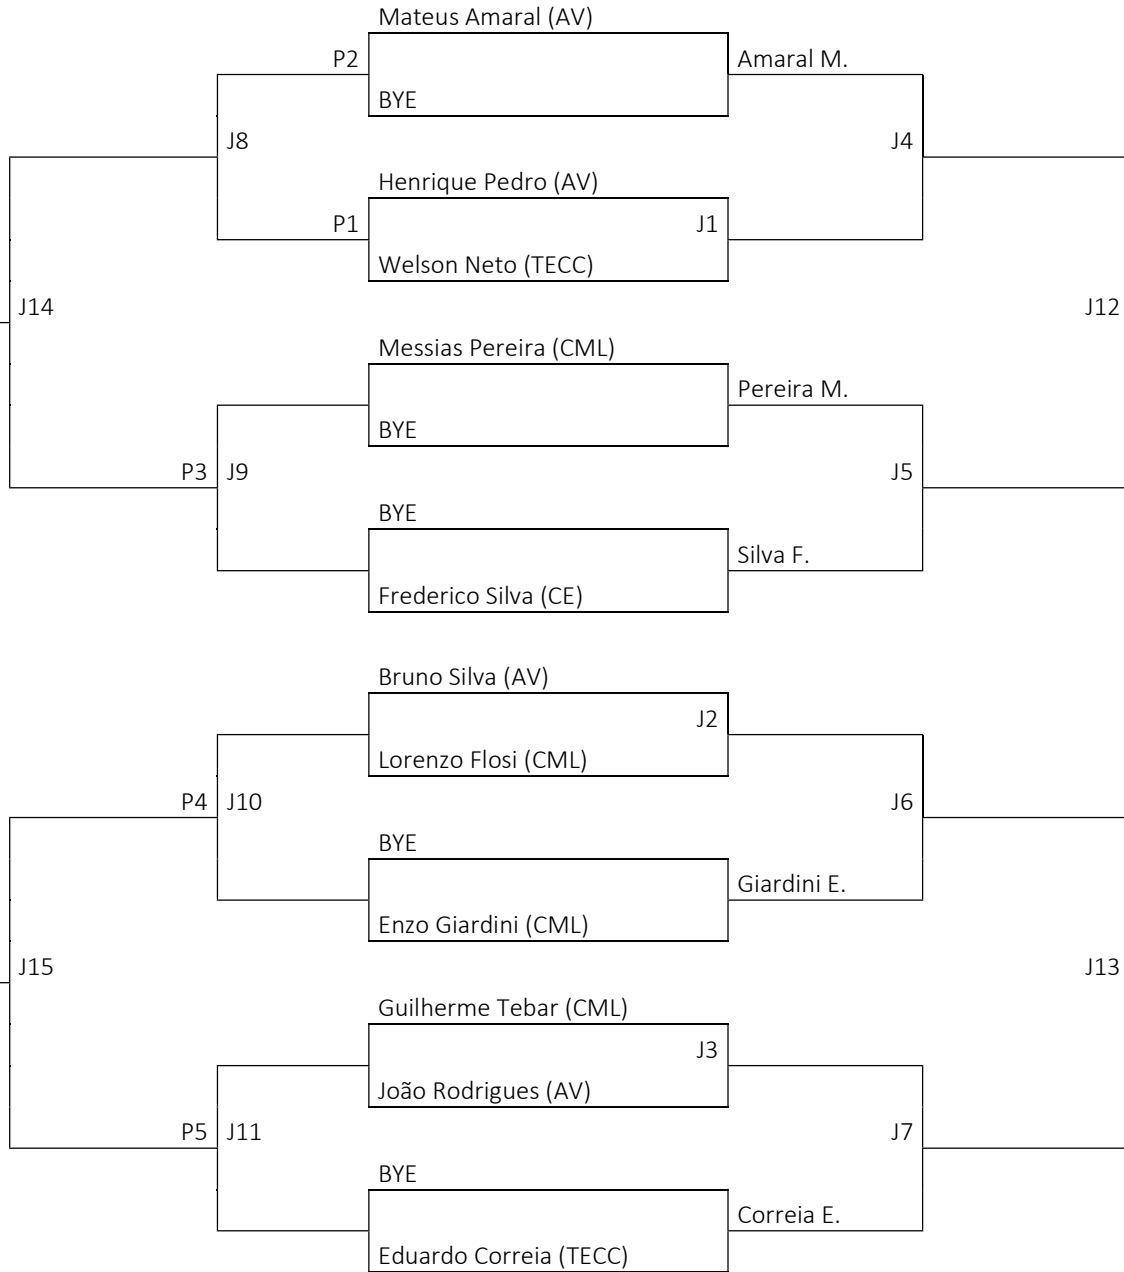 Mateus Amaral (AV)
P2 Amaral M.
BYE
J8 J4
Henrique Pedro (AV)
P1 J1
Welson Neto (TECC)
J14 J12
Messias Pereira (CML)
Pereira M.
BYE
P3 J9 J5
BYE
Silva F.
Frederico Silva (CE)
Bruno Silva (AV)
J2
Lorenzo Flosi (CML)
P4 J10 J6
BYE
Giardini E.
Enzo Giardini (CML)
J15 J13
Guilherme Tebar (CML)
J3
João Rodrigues (AV)
P5 J11 J7
BYE
Correia E.
Eduardo Correia (TECC)